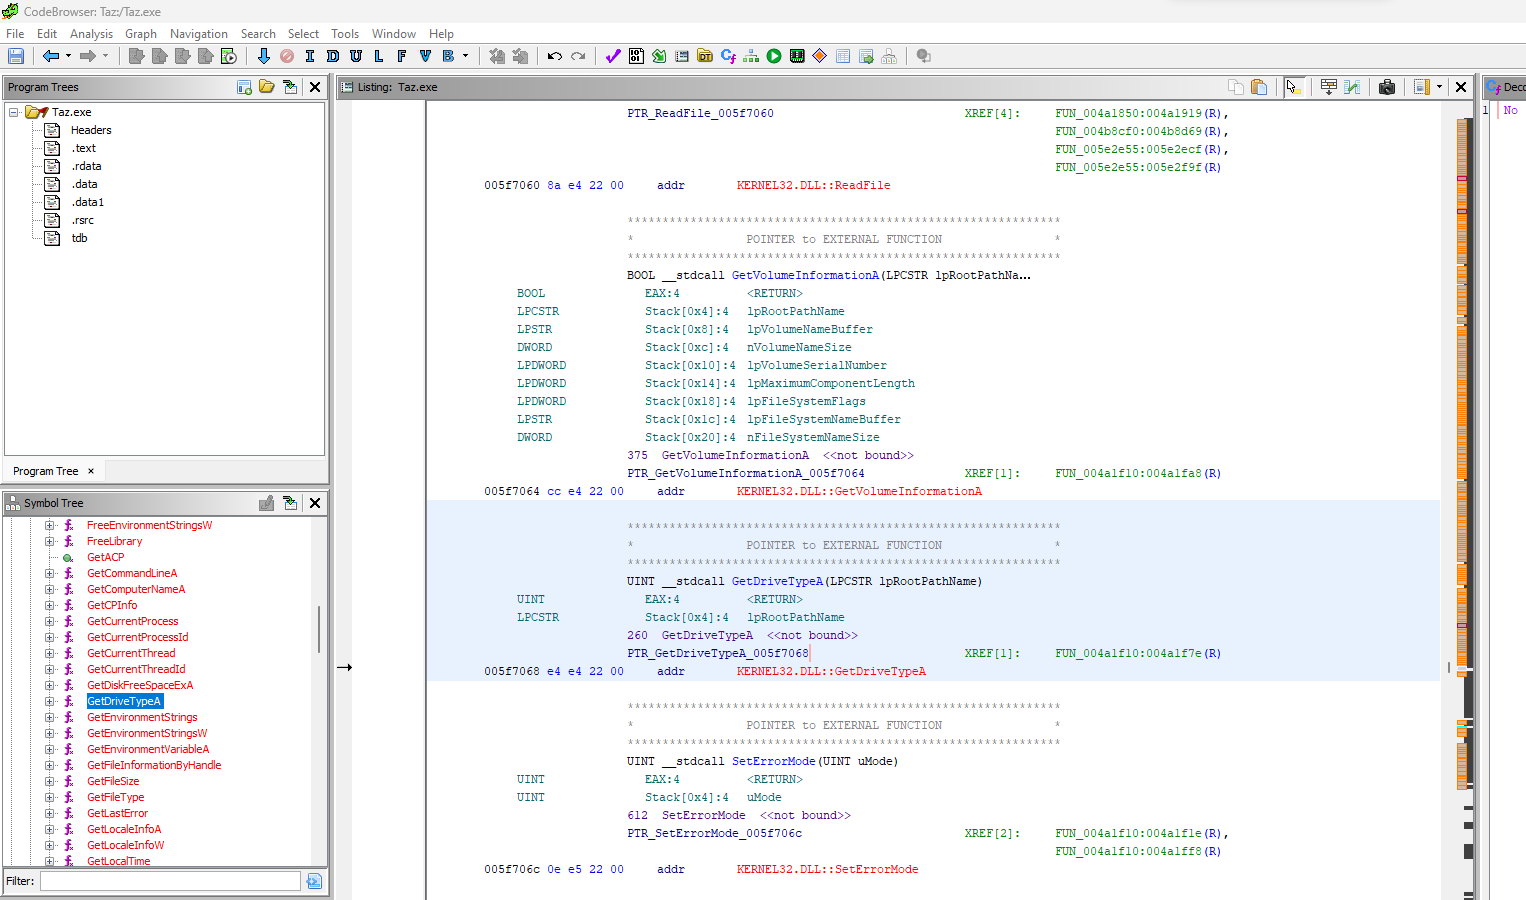 CodeBrowser: Taz:/Taz.exe
File Edit Analysis Graph Navigation Search Select Tools Window Help
I D U L F V B
Program Trees
Taz.exe
Headers
.text
.rdata
.data
.data1
.rsrc
tdb
Program Tree ×
Symbol Tree
FreeEnvironmentStringsW
FreeLibrary
GetACP
GetCommandLineA
GetComputerNameA
GetCPInfo
GetCurrentProcess
GetCurrentProcessId
GetCurrentThread
GetCurrentThreadId
GetDiskFreeSpaceExA
GetDriveTypeA
GetEnvironmentStrings
GetEnvironmentStringsW
GetEnvironmentVariableA
GetFileInformationByHandle
GetFileSize
GetFileType
GetLastError
GetLocaleInfoA
GetLocaleInfoW
GetLocalTime
Filter:
Listing: Taz.exe
PTR_ReadFile_005f7060 XREF[4]: FUN_004a1850:004a1919(R),
FUN_004b8cf0:004b8d69(R),
FUN_005e2e55:005e2ecf(R),
FUN_005e2e55:005e2f9f(R)
005f7060 8a e4 22 00 addr KERNEL32.DLL::ReadFile
**************************************************************
* POINTER to EXTERNAL FUNCTION *
**************************************************************
BOOL __stdcall GetVolumeInformationA(LPCSTR lpRootPathNa...
BOOL EAX:4 <RETURN>
LPCSTR Stack[0x4]:4 lpRootPathName
LPSTR Stack[0x8]:4 lpVolumeNameBuffer
DWORD Stack[0xc]:4 nVolumeNameSize
LPDWORD Stack[0x10]:4 lpVolumeSerialNumber
LPDWORD Stack[0x14]:4 lpMaximumComponentLength
LPDWORD Stack[0x18]:4 lpFileSystemFlags
LPSTR Stack[0x1c]:4 lpFileSystemNameBuffer
DWORD Stack[0x20]:4 nFileSystemNameSize
375 GetVolumeInformationA <<not bound>>
PTR_GetVolumeInformationA_005f7064 XREF[1]: FUN_004a1f10:004a1fa8(R)
005f7064 cc e4 22 00 addr KERNEL32.DLL::GetVolumeInformationA
**************************************************************
* POINTER to EXTERNAL FUNCTION *
**************************************************************
UINT __stdcall GetDriveTypeA(LPCSTR lpRootPathName)
UINT EAX:4 <RETURN>
LPCSTR Stack[0x4]:4 lpRootPathName
260 GetDriveTypeA <<not bound>>
PTR_GetDriveTypeA_005f7068 XREF[1]: FUN_004a1f10:004a1f7e(R)
005f7068 e4 e4 22 00 addr KERNEL32.DLL::GetDriveTypeA
**************************************************************
* POINTER to EXTERNAL FUNCTION *
**************************************************************
UINT __stdcall SetErrorMode(UINT uMode)
UINT EAX:4 <RETURN>
UINT Stack[0x4]:4 uMode
612 SetErrorMode <<not bound>>
PTR_SetErrorMode_005f706c XREF[2]: FUN_004a1f10:004a1f1e(R),
FUN_004a1f10:004a1ff8(R)
005f706c 0e e5 22 00 addr KERNEL32.DLL::SetErrorMode
Deco
1 No